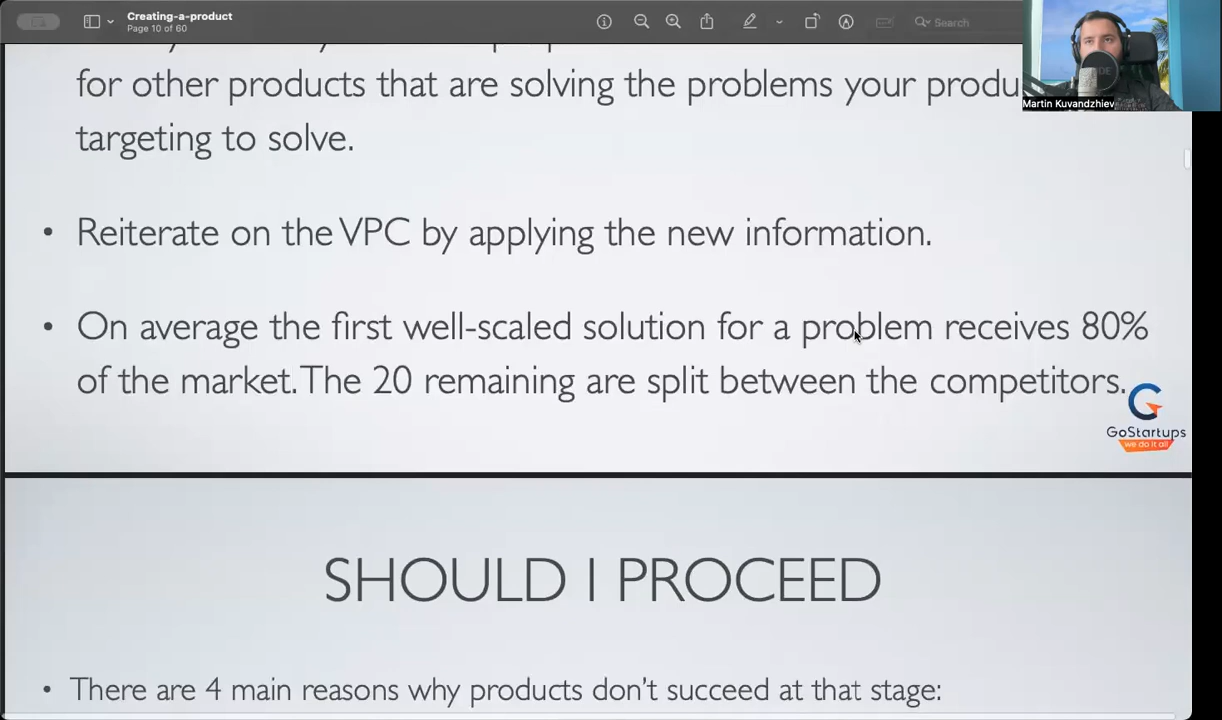 Creating-a-product
Page 10 of 60
Search
for other products that are solving the problems your produ
targeting to solve.
Martin Kuvandzhiev
• Reiterate on the VPC by applying the new information.
• On average the first well-scaled solution for a problem receives 80%
of the market. The 20 remaining are split between the competitors.
GoStartups
we do it all
SHOULD I PROCEED
• There are 4 main reasons why products don't succeed at that stage: